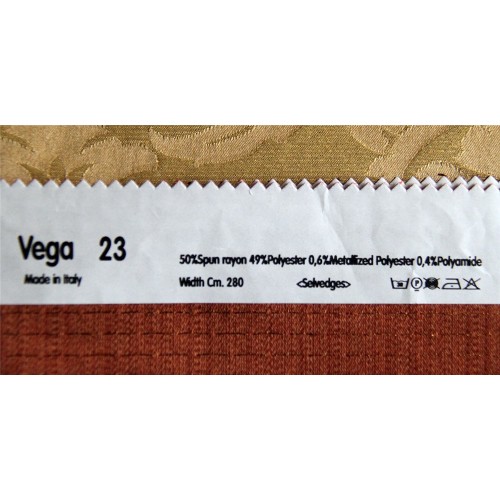 Vega 23
50%Spun rayon 49%Polyester 0,6%Metallized Polyester 0,4%Polyamide
Made in Italy
Width Cm. 280 <Selvedges>